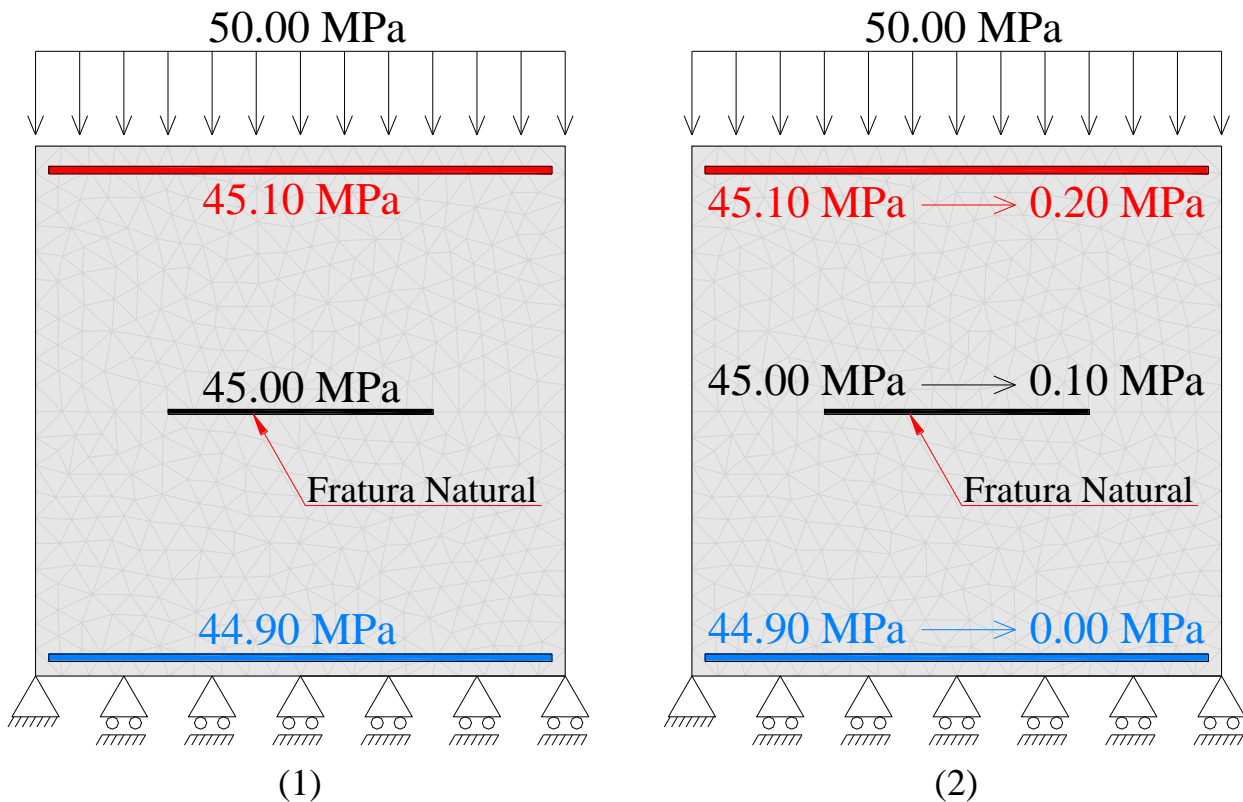 50.00 MPa
45.10 MPa
45.00 MPa
Fratura Natural
44.90 MPa
(1)
50.00 MPa
45.10 MPa → 0.20 MPa
45.00 MPa → 0.10 MPa
Fratura Natural
44.90 MPa → 0.00 MPa
(2)